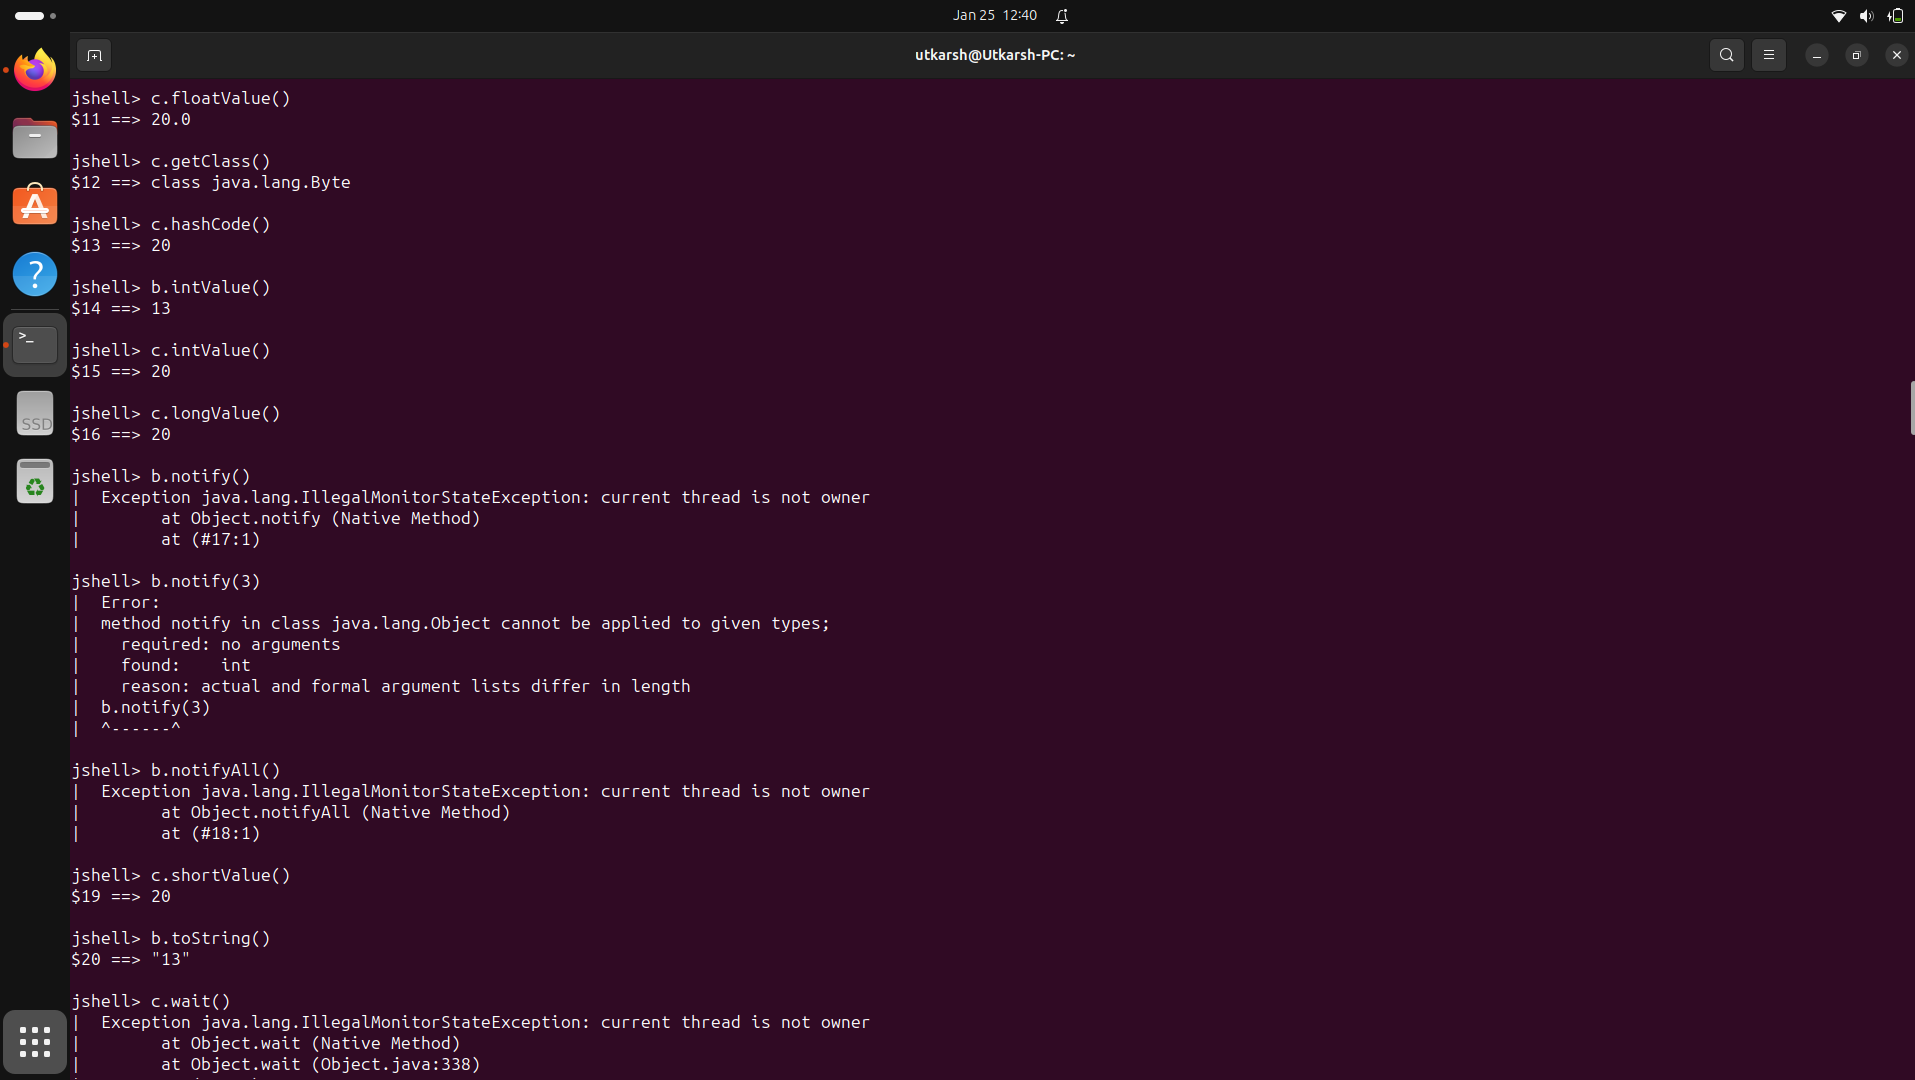 Jan 25 12:40
utkarsh@Utkarsh-PC: ~
jshell> c.floatValue()
$11 ==> 20.0
jshell> c.getClass()
$12 ==> class java.lang.Byte
jshell> c.hashCode()
$13 ==> 20
jshell> b.intValue()
$14 ==> 13
jshell> c.intValue()
$15 ==> 20
jshell> c.longValue()
$16 ==> 20
jshell> b.notify()
|  Exception java.lang.IllegalMonitorStateException: current thread is not owner
|        at Object.notify (Native Method)
|        at (#17:1)
jshell> b.notify(3)
|  Error:
|  method notify in class java.lang.Object cannot be applied to given types;
|    required: no arguments
|    found:    int
|    reason: actual and formal argument lists differ in length
|  b.notify(3)
|  ^------^
jshell> b.notifyAll()
|  Exception java.lang.IllegalMonitorStateException: current thread is not owner
|        at Object.notifyAll (Native Method)
|        at (#18:1)
jshell> c.shortValue()
$19 ==> 20
jshell> b.toString()
$20 ==> "13"
jshell> c.wait()
|  Exception java.lang.IllegalMonitorStateException: current thread is not owner
|        at Object.wait (Native Method)
|        at Object.wait (Object.java:338)
>_
SSD